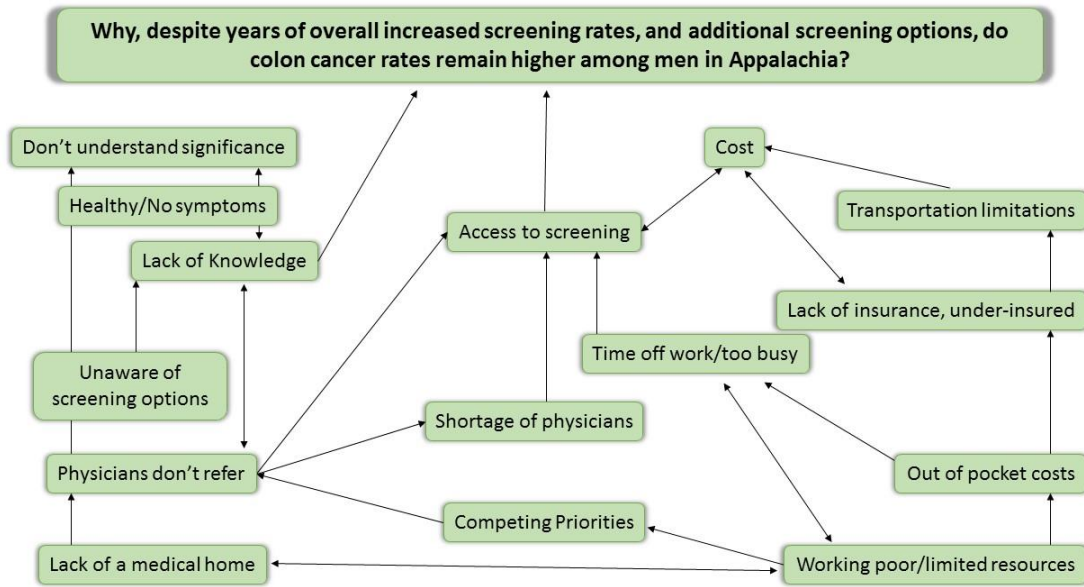 Why, despite years of overall increased screening rates, and additional screening options, do
colon cancer rates remain higher among men in Appalachia?
Don’t understand significance
Cost
Healthy/No symptoms
Transportation limitations
Access to screening
Lack of Knowledge
Lack of insurance, under-insured
Time off work/too busy
Unaware of
screening options
Shortage of physicians
Physicians don’t refer
Out of pocket costs
Competing Priorities
Lack of a medical home
Working poor/limited resources